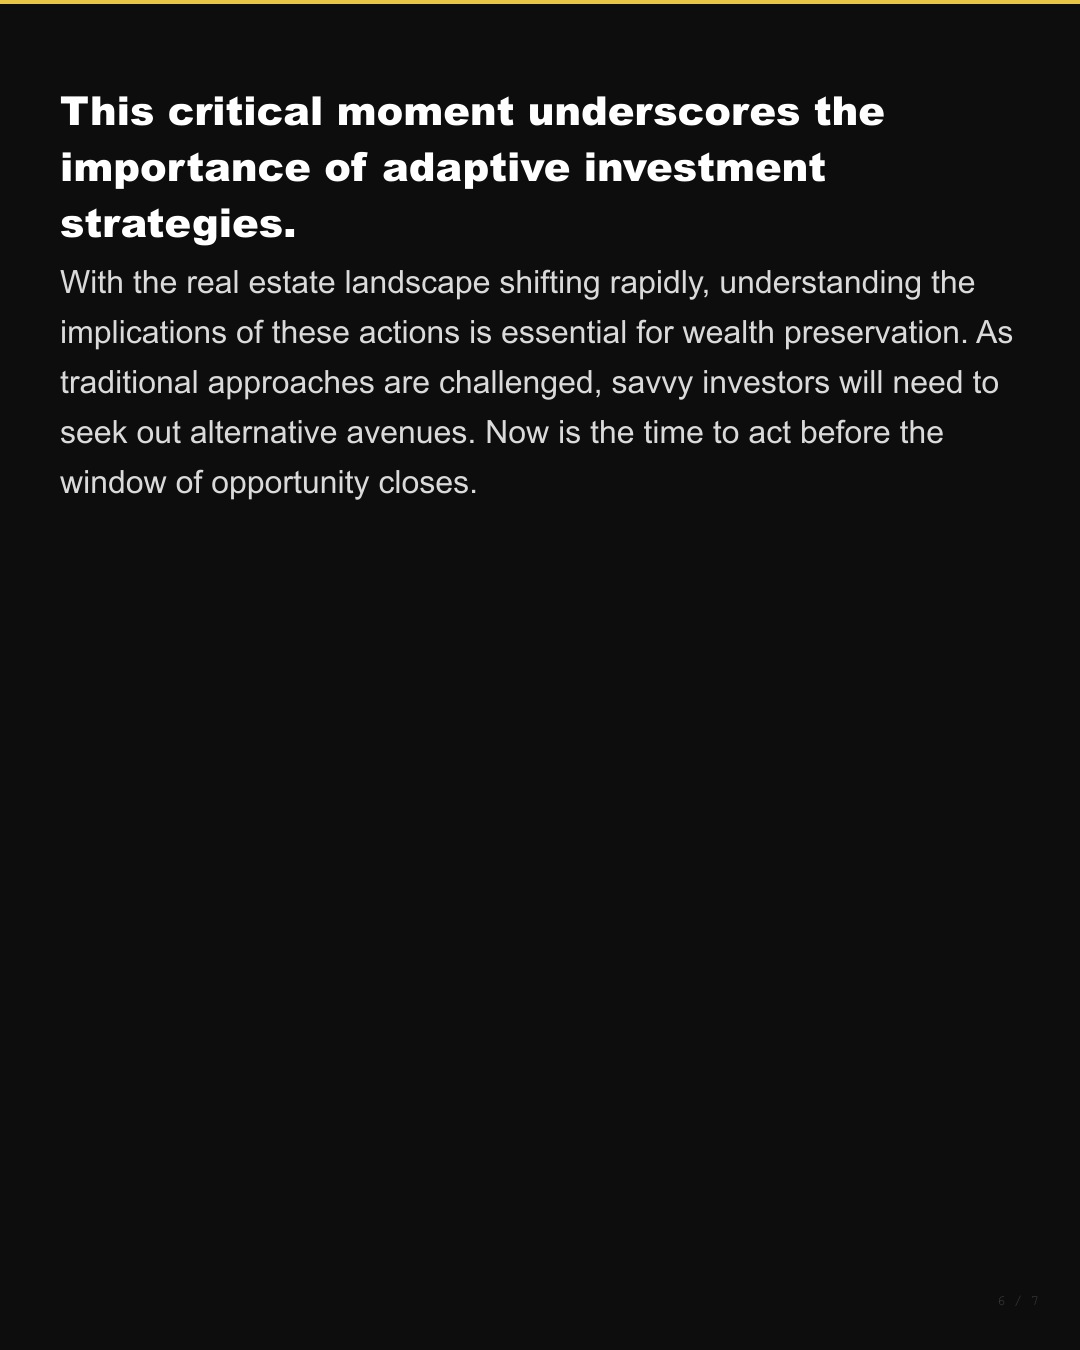 This critical moment underscores the
importance of adaptive investment
strategies.
With the real estate landscape shifting rapidly, understanding the
implications of these actions is essential for wealth preservation. As
traditional approaches are challenged, savvy investors will need to
seek out alternative avenues. Now is the time to act before the
window of opportunity closes.
6 / 7